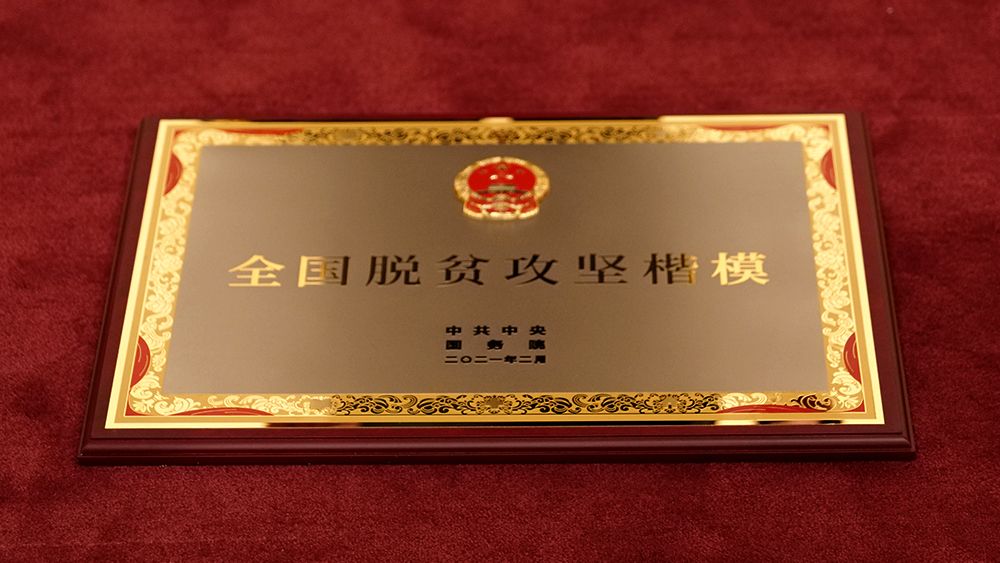 全国脱贫攻坚楷模
中共中央
国务院
二〇二一年二月